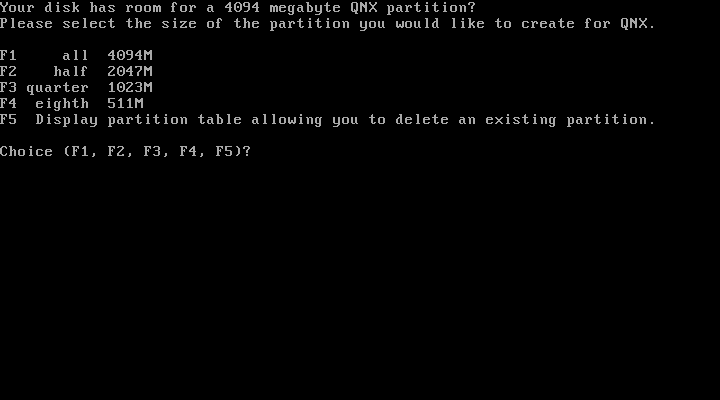 Your disk has room for a 4094 megabyte QNX partition?
Please select the size of the partition you would like to create for QNX.

F1     all  4094M
F2    half  2047M
F3 quarter  1023M
F4  eighth  511M
F5  Display partition table allowing you to delete an existing partition.

Choice (F1, F2, F3, F4, F5)?